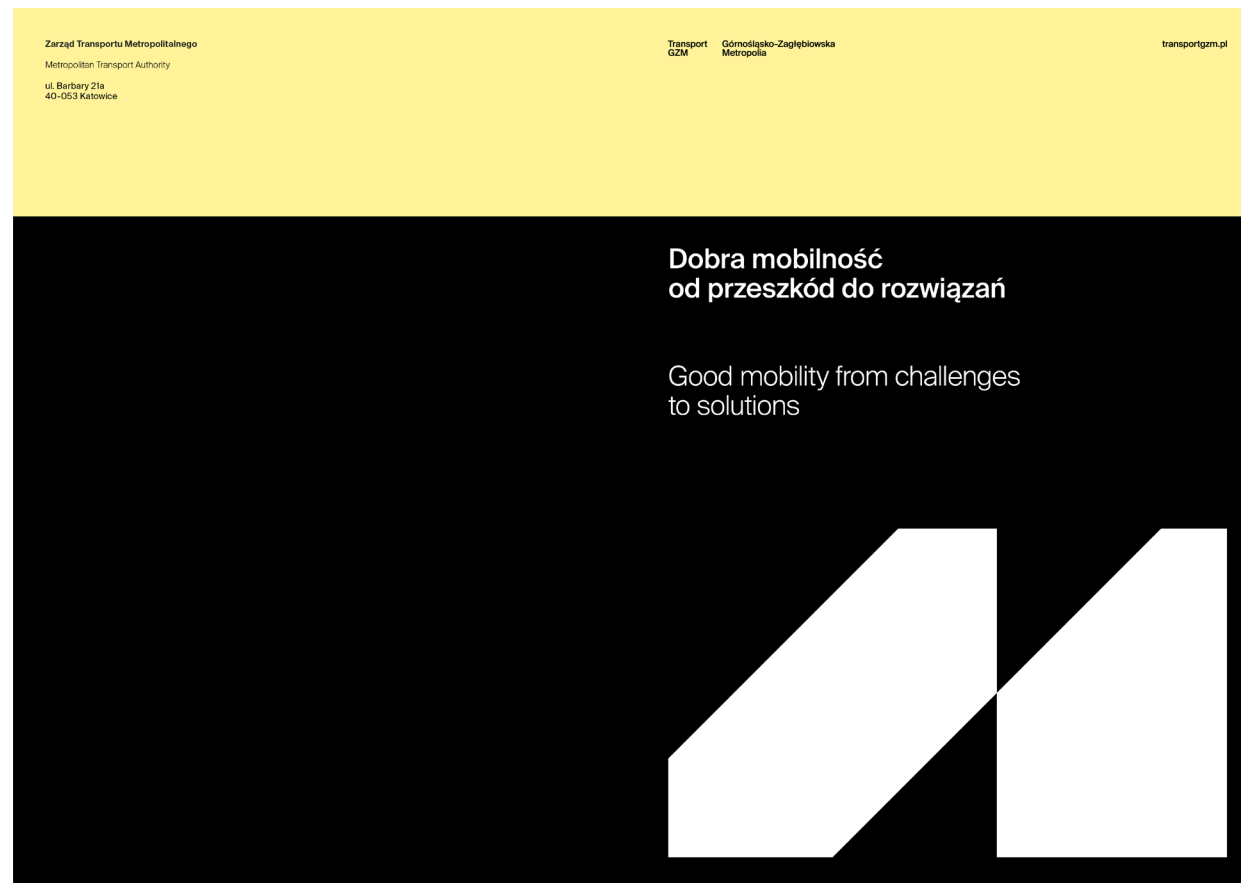 Zarząd Transportu Metropolitalnego
Metropolitan Transport Authority
ul. Barbary 21a
40-053 Katowice
Transport
GZM
Górnośląsko-Zagłębiowska
Metropolia
transportgzm.pl
Dobra mobilność
od przeszkód do rozwiązań
Good mobility from challenges
to solutions